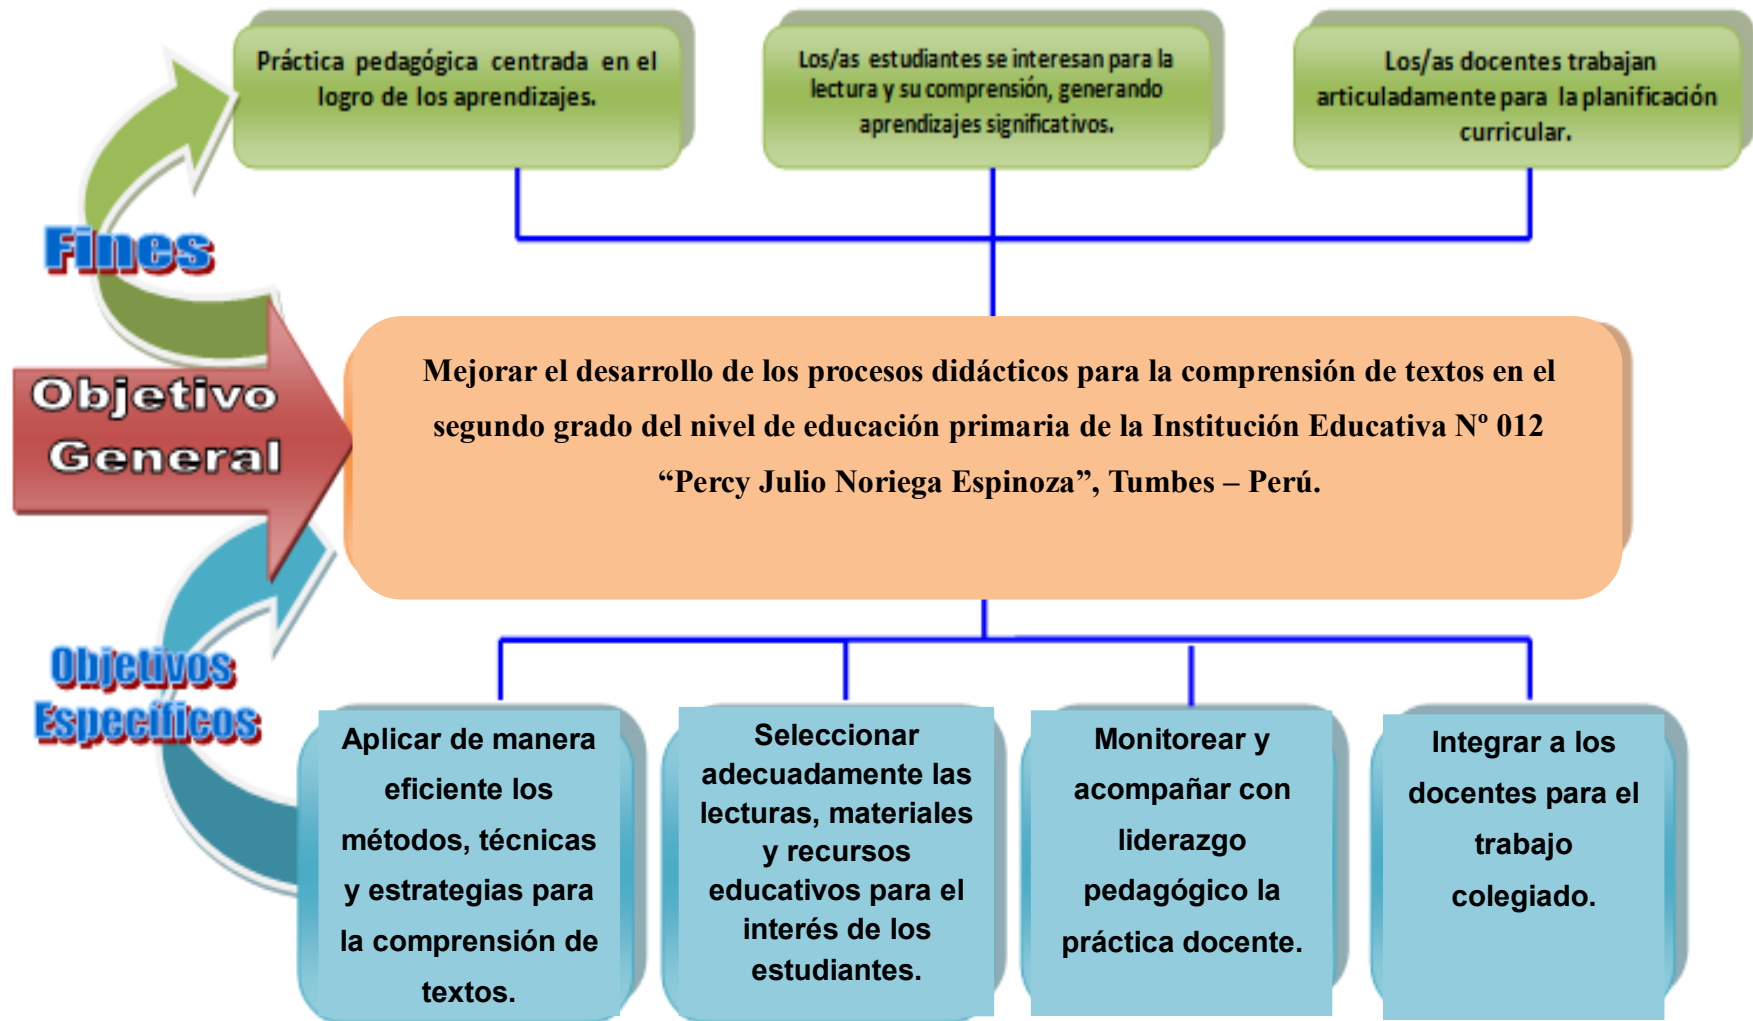 Práctica pedagógica centrada en el
logro de los aprendizajes.
Los/as estudiantes se interesan para la
lectura y su comprensión, generando
aprendizajes significativos.
Los/as docentes trabajan
articuladamente para la planificación
curricular.
Fines
Objetivo
General
Mejorar el desarrollo de los procesos didácticos para la comprensión de textos en el
segundo grado del nivel de educación primaria de la Institución Educativa Nº 012
“Percy Julio Noriega Espinoza”, Tumbes – Perú.
Objetivos
Específicos
Aplicar de manera
eficiente los
métodos, técnicas
y estrategias para
la comprensión de
textos.
Seleccionar
adecuadamente las
lecturas, materiales
y recursos
educativos para el
interés de los
estudiantes.
Monitorear y
acompañar con
liderazgo
pedagógico la
práctica docente.
Integrar a los
docentes para el
trabajo
colegiado.